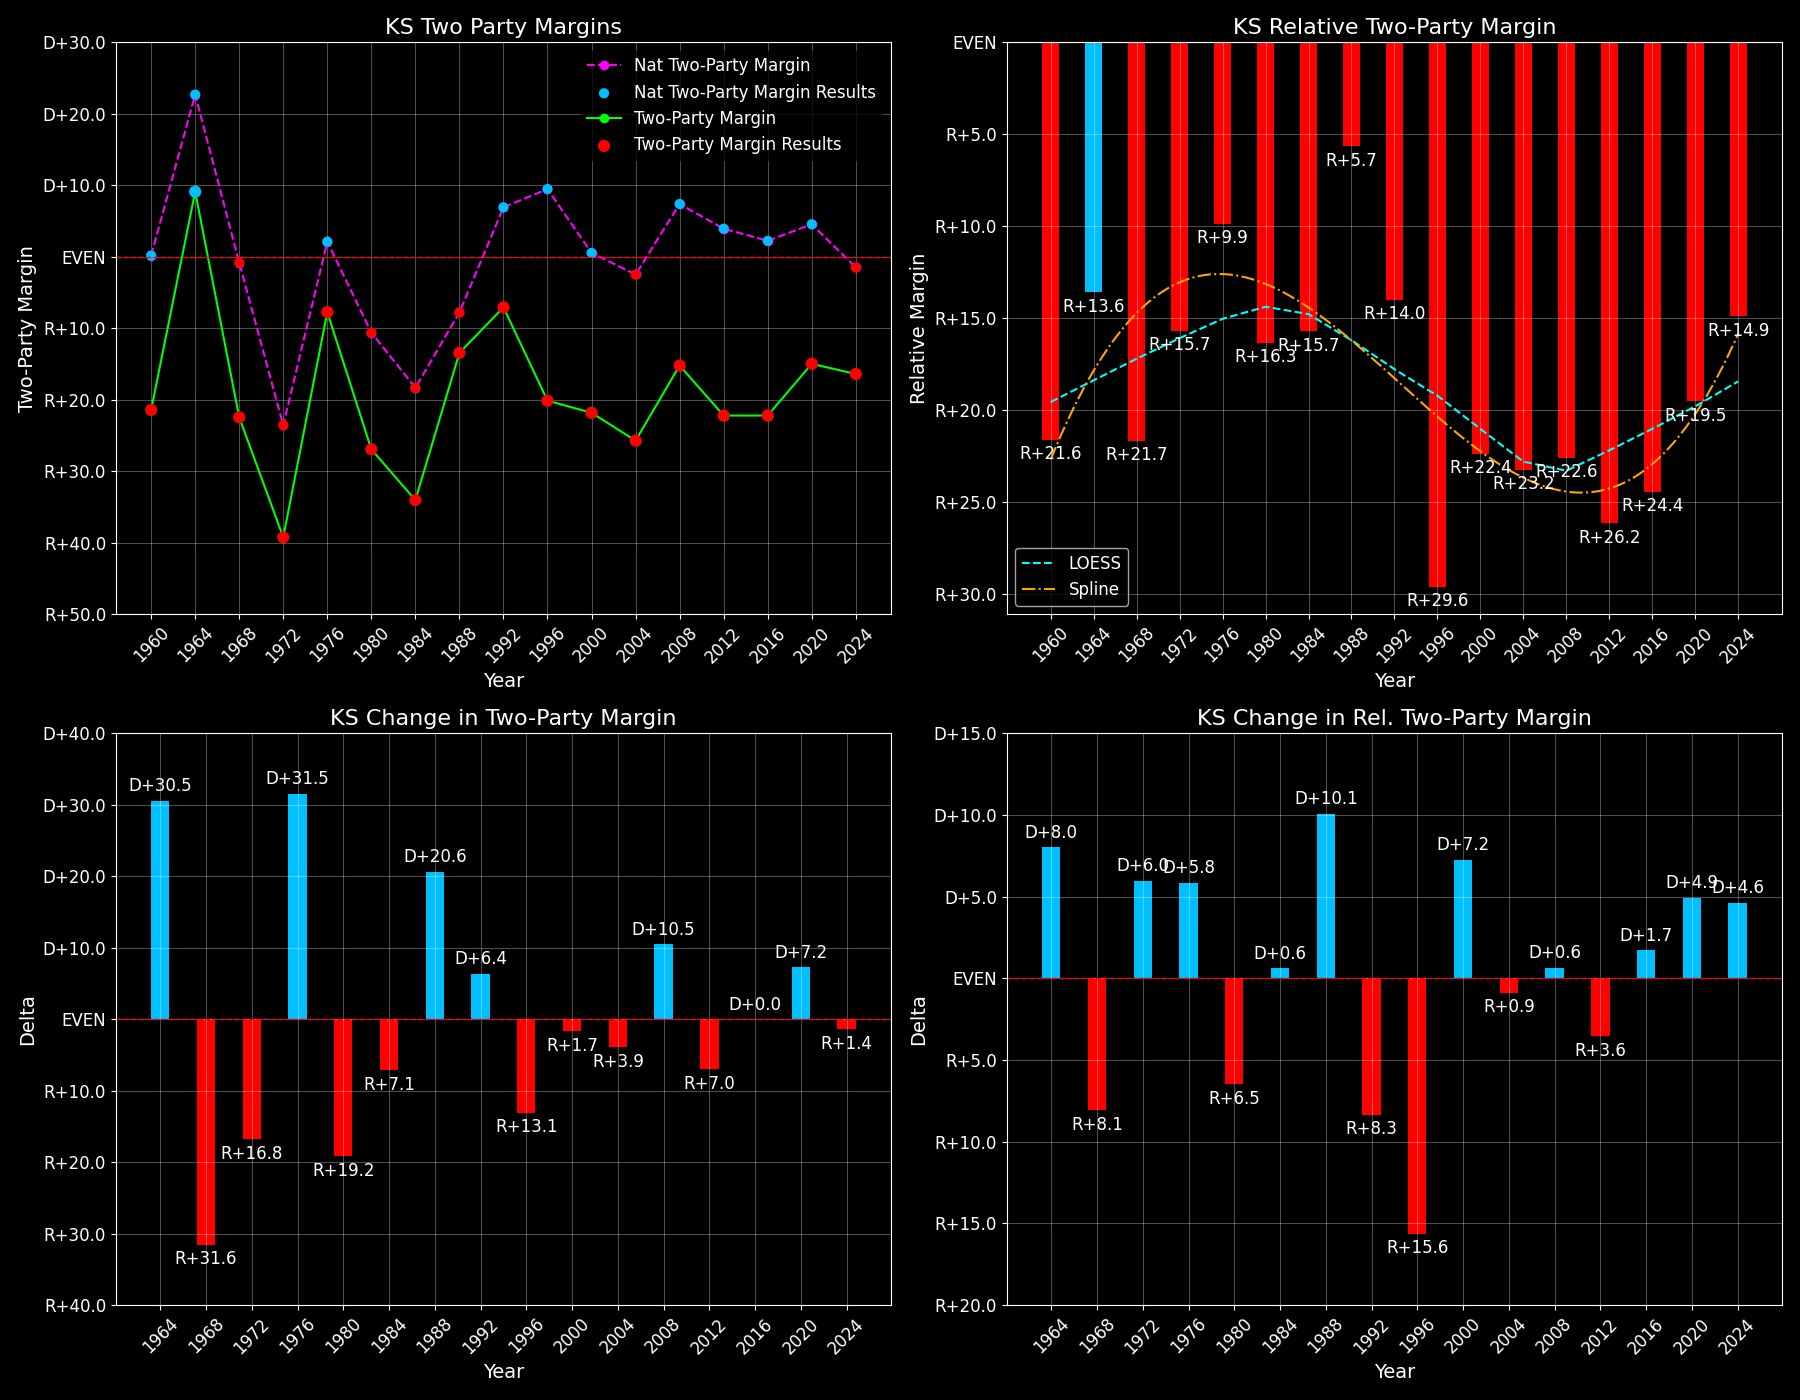 KS Two Party Margins
D+30.0
D+20.0
D+10.0
EVEN
R+10.0
R+20.0
R+30.0
R+40.0
R+50.0
Two-Party Margin
Nat Two-Party Margin
Nat Two-Party Margin Results
Two-Party Margin
Two-Party Margin Results
1960 1964 1968 1972 1976 1980 1984 1988 1992 1996 2000 2004 2008 2012 2016 2020 2024
Year
KS Relative Two-Party Margin
EVEN
R+5.0
R+10.0
R+15.0
R+20.0
R+25.0
R+30.0
Relative Margin
R+21.6
R+13.6
R+21.7
R+15.7
R+9.9
R+16.3
R+15.7
R+5.7
R+14.0
R+29.6
R+22.4
R+23.2
R+22.6
R+26.2
R+24.4
R+19.5
R+14.9
LOESS
Spline
1960 1964 1968 1972 1976 1980 1984 1988 1992 1996 2000 2004 2008 2012 2016 2020 2024
Year
KS Change in Two-Party Margin
D+40.0
D+30.0
D+20.0
D+10.0
EVEN
R+10.0
R+20.0
R+30.0
R+40.0
Delta
D+30.5
R+31.6
R+16.8
D+31.5
R+19.2
R+7.1
D+20.6
D+6.4
R+13.1
R+1.7
R+3.9
D+10.5
R+7.0
D+0.0
D+7.2
R+1.4
1964 1968 1972 1976 1980 1984 1988 1992 1996 2000 2004 2008 2012 2016 2020 2024
Year
KS Change in Rel. Two-Party Margin
D+15.0
D+10.0
D+5.0
EVEN
R+5.0
R+10.0
R+15.0
R+20.0
Delta
D+8.0
R+8.1
D+6.0
D+5.8
R+6.5
D+0.6
D+10.1
R+8.3
R+15.6
D+7.2
R+0.9
D+0.6
R+3.6
D+1.7
D+4.9
D+4.6
1964 1968 1972 1976 1980 1984 1988 1992 1996 2000 2004 2008 2012 2016 2020 2024
Year